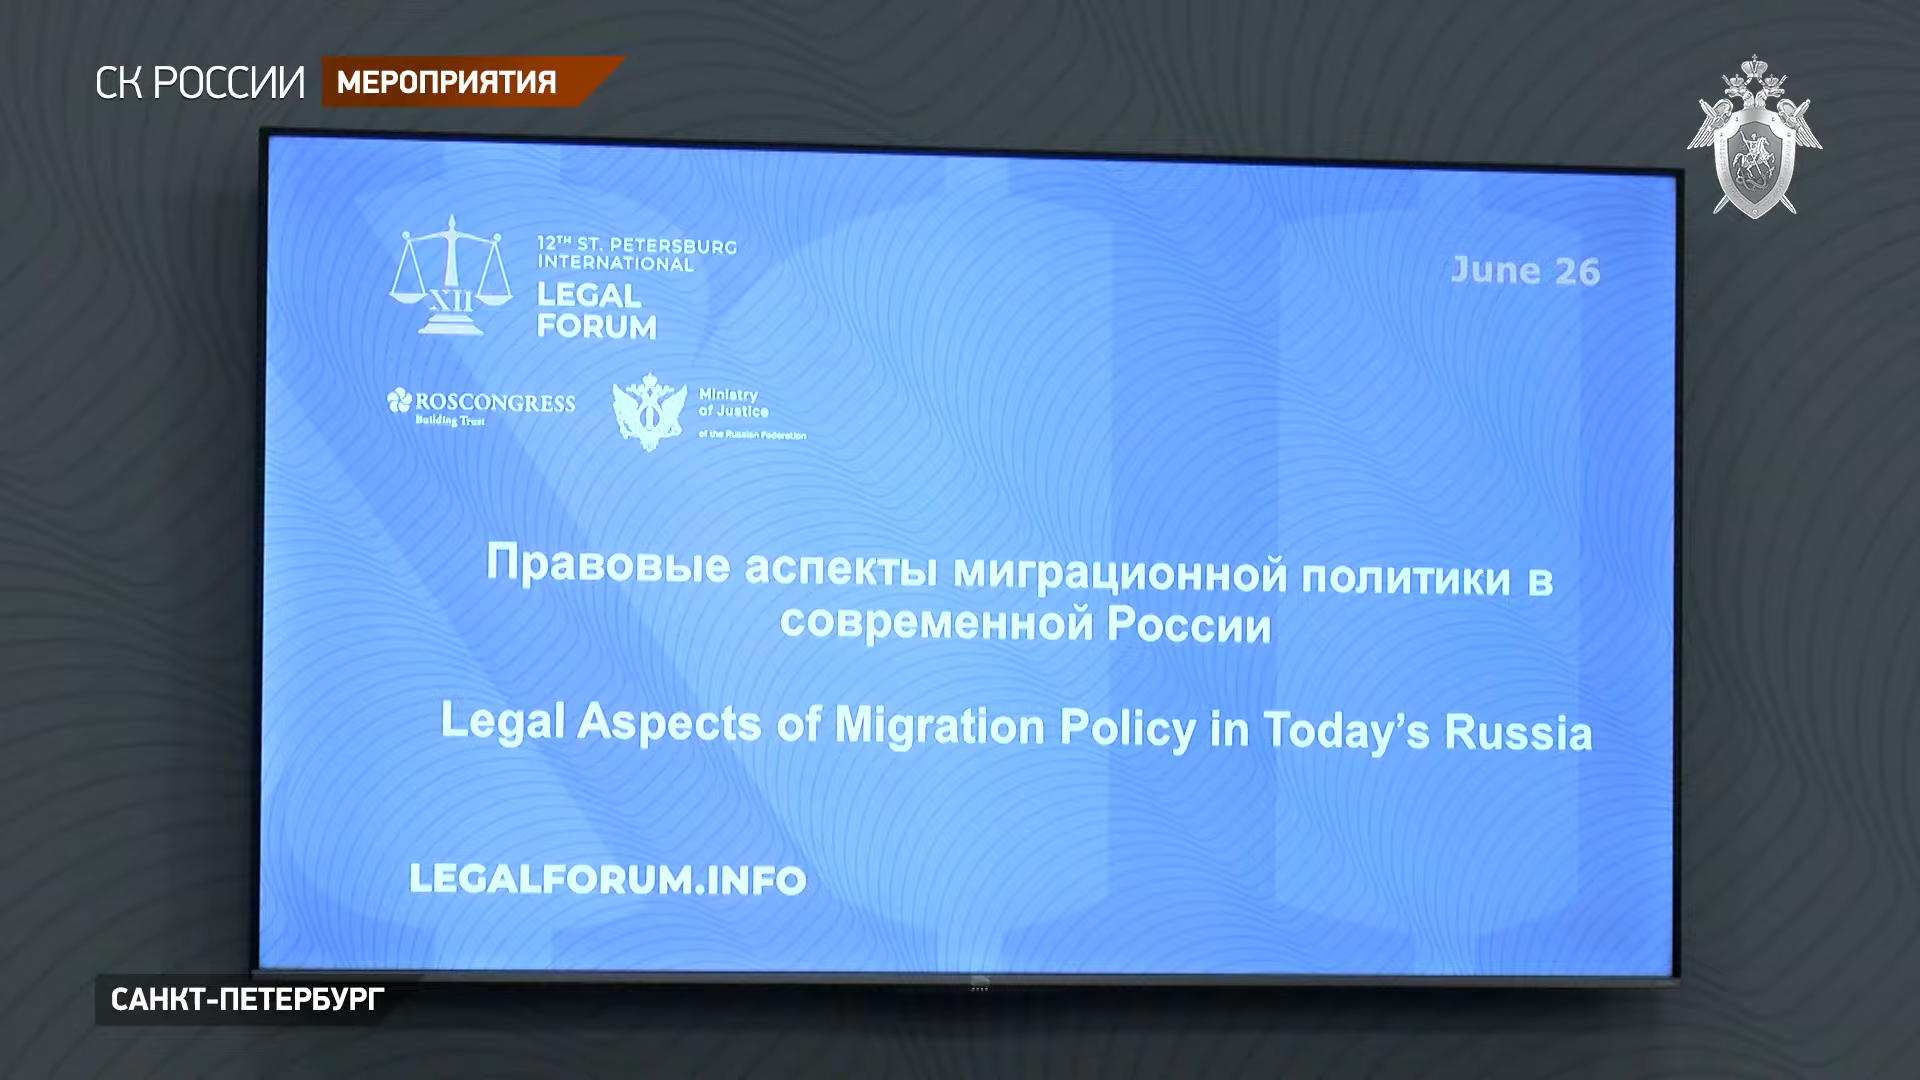 СК РОССИИ МЕРОПРИЯТИЯ
12TH ST. PETERSBURG
INTERNATIONAL
LEGAL
FORUM
XII
June 26
ROSCONGRESS
Building Trust
Ministry
of Justice
of the Russian Federation
Правовые аспекты миграционной политики в
современной России
Legal Aspects of Migration Policy in Today’s Russia
LEGALFORUM.INFO
САНКТ-ПЕТЕРБУРГ